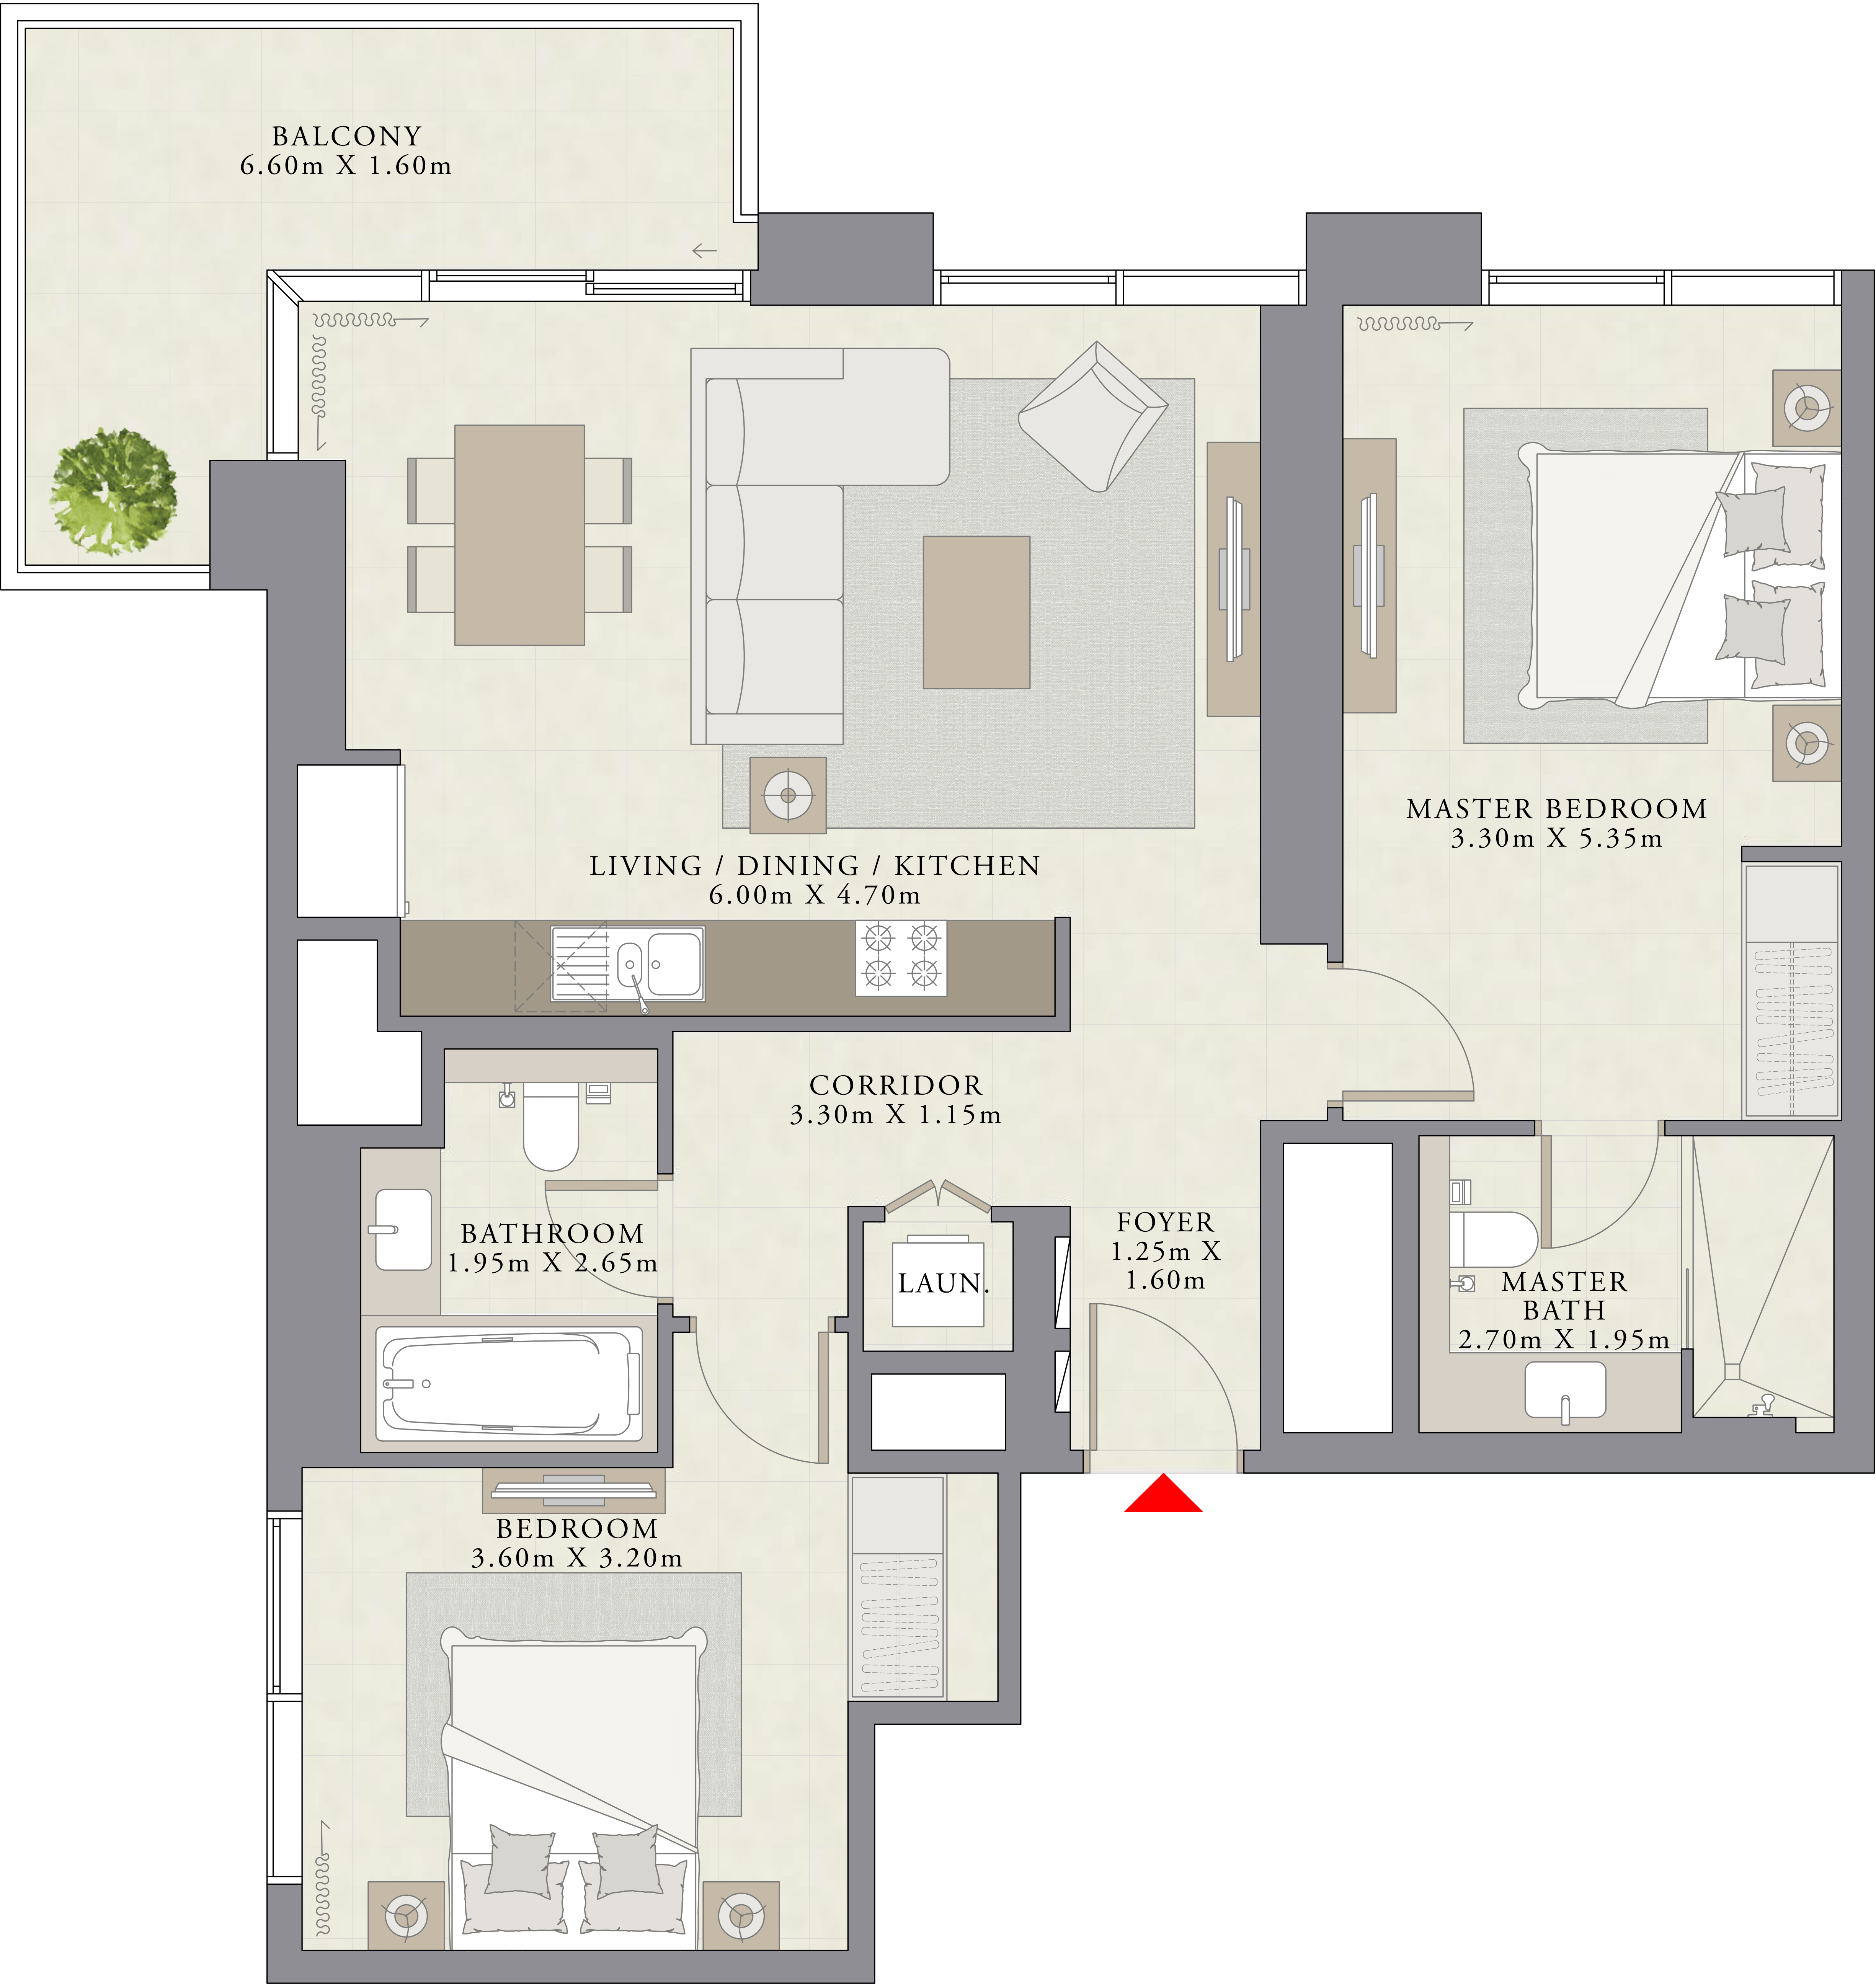 BALCONY
6.60m X 1.60m
MASTER BEDROOM
3.30m X 5.35m
LIVING / DINING / KITCHEN
6.00m X 4.70m
CORRIDOR
3.30m X 1.15m
FOYER
1.25m X
1.60m
BATHROOM
1.95m X 2.65m
LAUN.
MASTER
BATH
2.70m X 1.95m
BEDROOM
3.60m X 3.20m